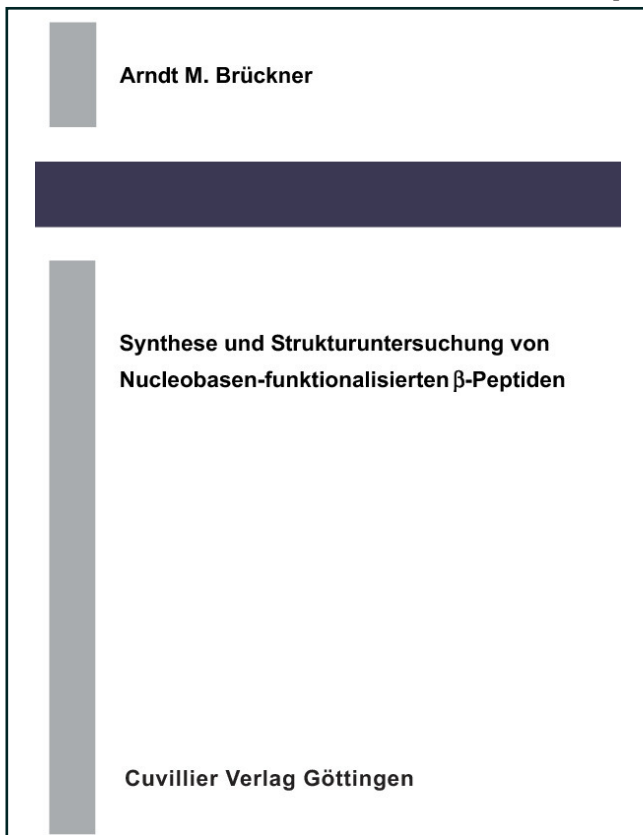 Arndt M. Brückner
Synthese und Strukturuntersuchung von
Nucleobasen-funktionalisierten β-Peptiden
Cuvillier Verlag Göttingen